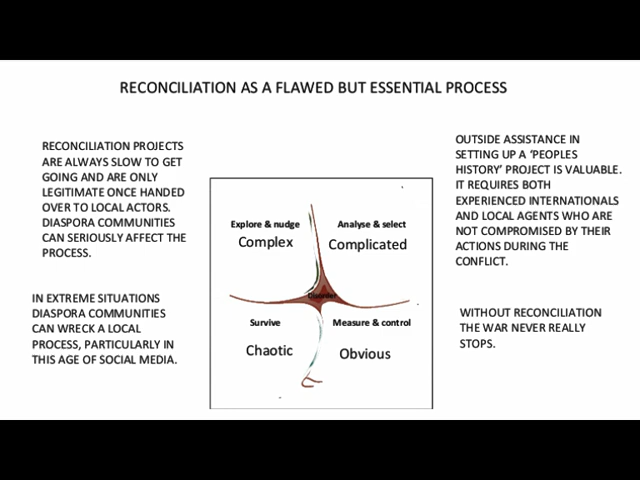 RECONCILIATION AS A FLAWED BUT ESSENTIAL PROCESS
RECONCILIATION PROJECTS
ARE ALWAYS SLOW TO GET
GOING AND ARE ONLY
LEGITIMATE ONCE HANDED
OVER TO LOCAL ACTORS.
DIASPORA COMMUNITIES
CAN SERIOUSLY AFFECT THE
PROCESS.
IN EXTREME SITUATIONS
DIASPORA COMMUNITIES
CAN WRECK A LOCAL
PROCESS, PARTICULARLY IN
THIS AGE OF SOCIAL MEDIA.
Explore & nudge
Complex
Analyse & select
Complicated
Disorder
Survive
Chaotic
Measure & control
Obvious
OUTSIDE ASSISTANCE IN
SETTING UP A ‘PEOPLES
HISTORY’ PROJECT IS VALUABLE.
IT REQUIRES BOTH
EXPERIENCED INTERNATIONALS
AND LOCAL AGENTS WHO ARE
NOT COMPROMISED BY THEIR
ACTIONS DURING THE
CONFLICT.
WITHOUT RECONCILIATION
THE WAR NEVER REALLY
STOPS.